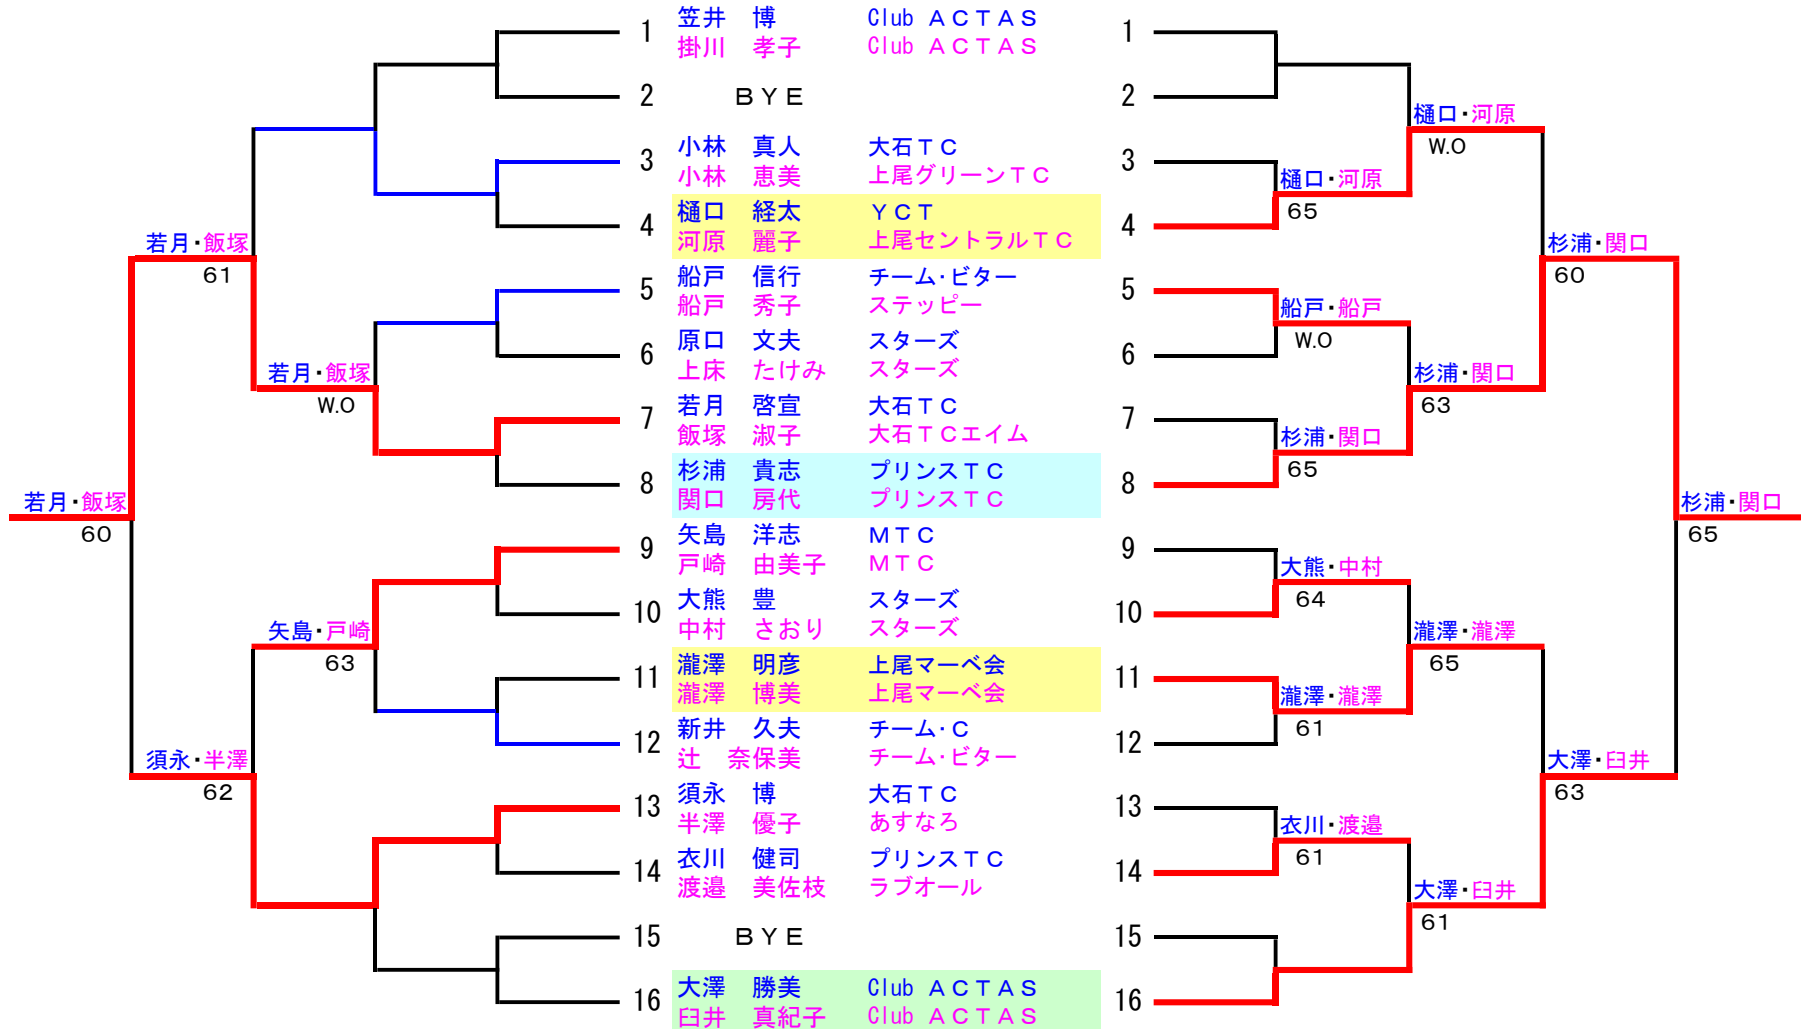 1 笠井 博 Club ACTAS 1
掛川 孝子 Club ACTAS
2 BYE 2
樋口・河原
W.O
3 小林 真人 大石TC 3
小林 恵美 上尾グリーンTC
樋口・河原
65
4 樋口 経太 YCT 4
河原 麗子 上尾セントラルTC
若月・飯塚
61
杉浦・関口
60
5 船戸 信行 チーム・ビター 5
船戸 秀子 ステッピー
船戸・船戸
W.O
6 原口 文夫 スターズ 6
上床 たけみ スターズ
若月・飯塚
W.O
杉浦・関口
63
7 若月 啓宣 大石TC 7
飯塚 淑子 大石TCエイム
杉浦・関口
65
8 杉浦 貴志 プリンスTC 8
関口 房代 プリンスTC
若月・飯塚
60
杉浦・関口
65
9 矢島 洋志 MTC 9
戸崎 由美子 MTC
大熊・中村
64
10 大熊 豊 スターズ 10
中村 さおり スターズ
矢島・戸崎
63
瀧澤・瀧澤
65
11 瀧澤 明彦 上尾マーベ会 11
瀧澤 博美 上尾マーベ会
瀧澤・瀧澤
61
12 新井 久夫 チーム・C 12
辻 奈保美 チーム・ビター
須永・半澤
62
大澤・臼井
63
13 須永 博 大石TC 13
半澤 優子 あすなろ
衣川・渡邉
61
14 衣川 健司 プリンスTC 14
渡邉 美佐枝 ラブオール
大澤・臼井
61
15 BYE 15
16 大澤 勝美 Club ACTAS 16
臼井 真紀子 Club ACTAS